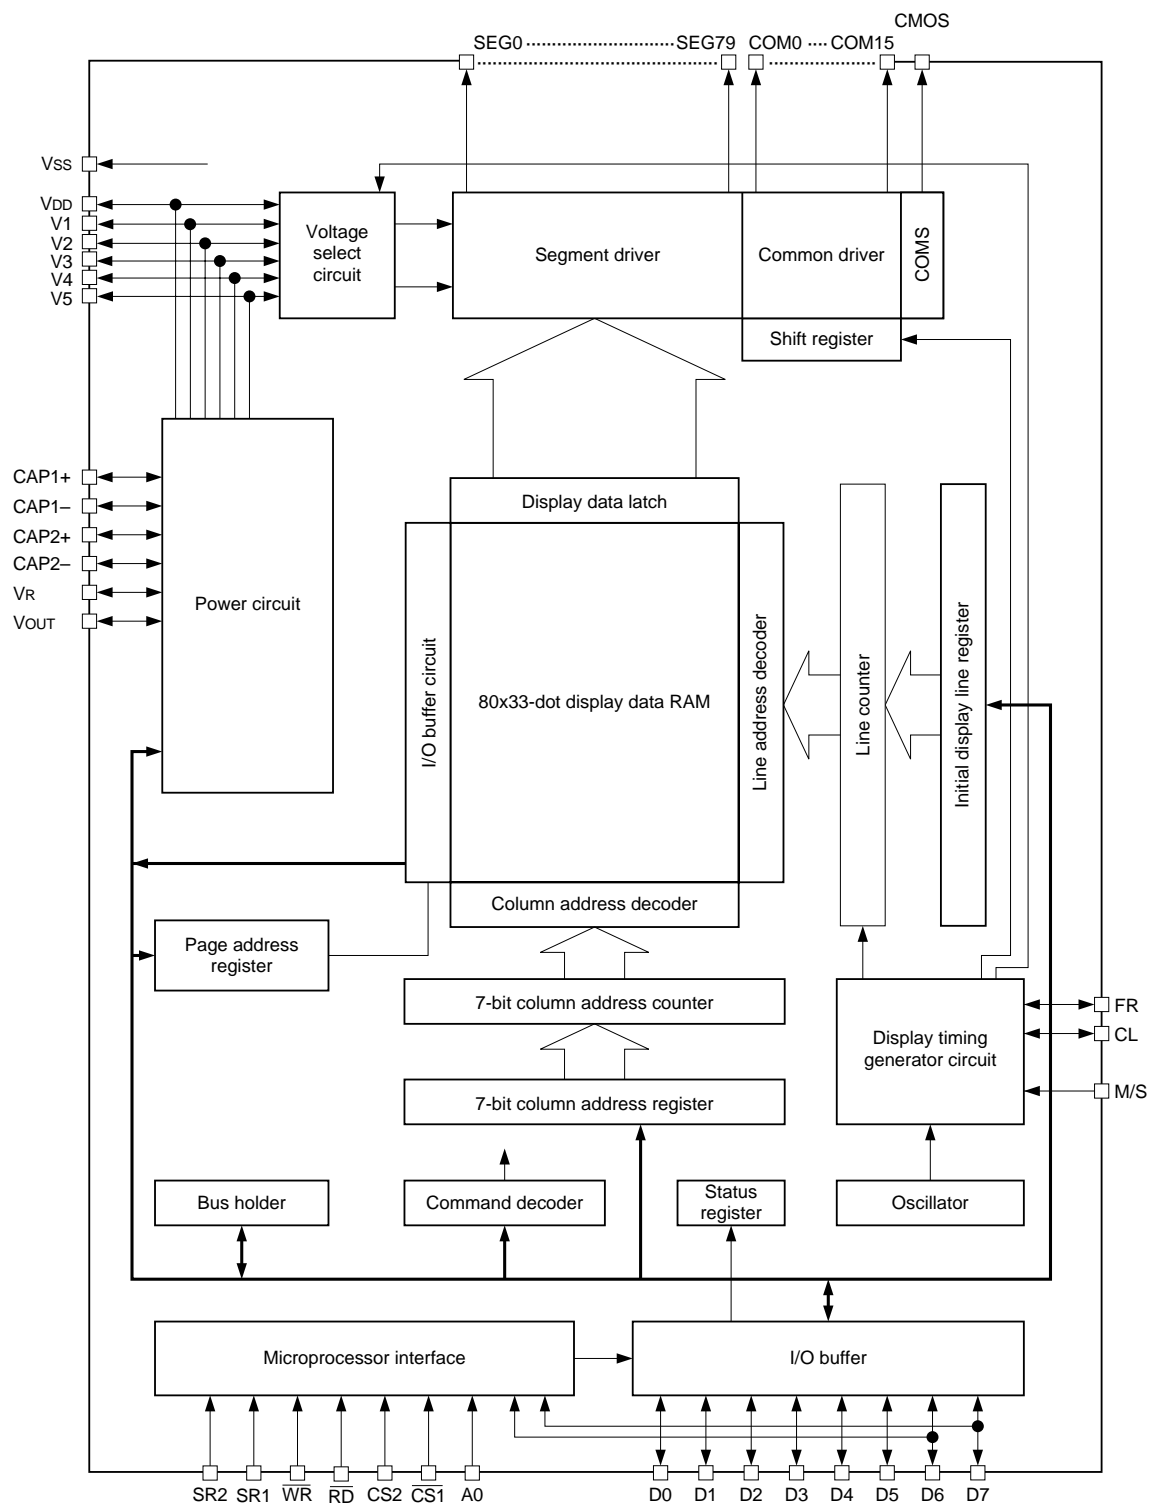 CMOS
SEG0 SEG79 COM0 COM15
VSS
VDD
V1
V2
V3
V4
V5
Voltage
select
circuit
Segment driver
Common driver
COMS
Shift register
CAP1+
CAP1–
CAP2+
CAP2–
VR
VOUT
Power circuit
Display data latch
I/O buffer circuit
80x33-dot display data RAM
Line address decoder
Line counter
Initial display line register
Column address decoder
Page address
register
7-bit column address counter
7-bit column address register
Display timing
generator circuit
FR
CL
M/S
Bus holder
Command decoder
Status
register
Oscillator
Microprocessor interface
I/O buffer
SR2 SR1 W̅R̅ R̅D̅ CS2 C̅S̅1̅ A0 D0 D1 D2 D3 D4 D5 D6 D7